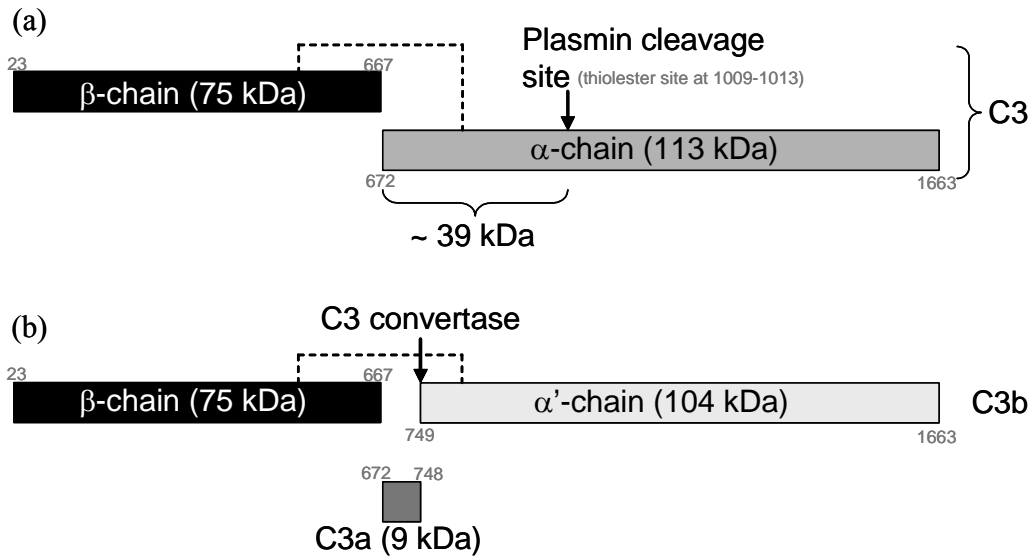 (a)
Plasmin cleavage
site (thiolester site at 1009-1013)
23
667
β-chain (75 kDa)
C3
α-chain (113 kDa)
672
1663
~ 39 kDa
(b)
C3 convertase
23
667
β-chain (75 kDa)
α’-chain (104 kDa)
C3b
749
1663
672
748
C3a (9 kDa)